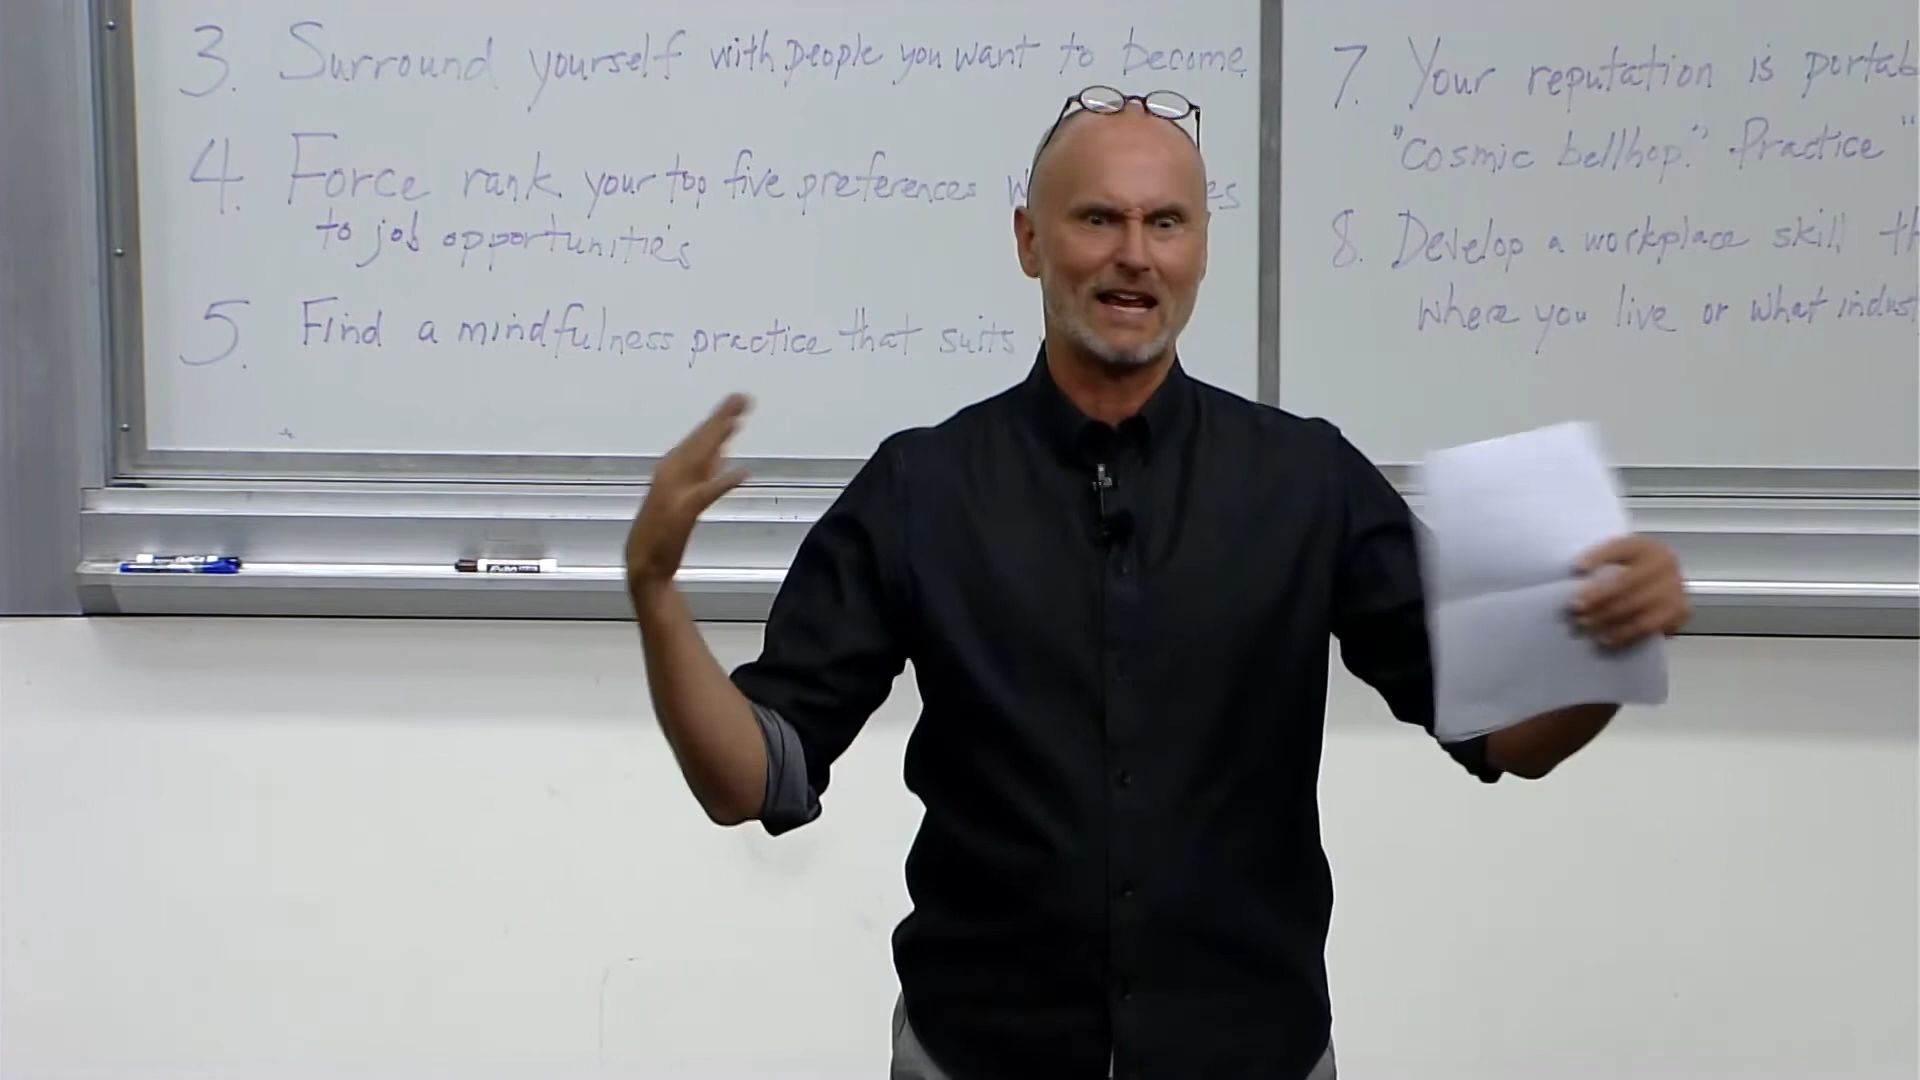 3. Surround yourself with people you want to become
4. Force rank your top five preferences
to job opportunities
5. Find a mindfulness practice that suits
7. Your reputation is
"Cosmic bellhop." Practice "
8. Develop a workplace skill
where you live or what